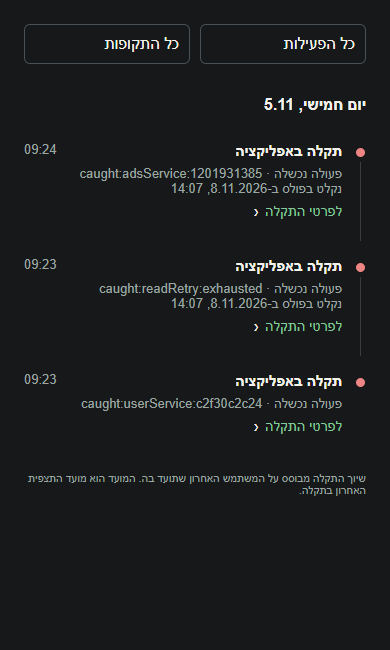 כל הפעילות
כל התקופות
יום חמישי, 5.11
תקלה באפליקציה
09:24
פעולה נכשלה · caught:adsService:1201931385
נקלט בפולס ב-8.11.2026, 14:07
לפרטי התקלה ›
תקלה באפליקציה
09:23
פעולה נכשלה · caught:readRetry:exhausted
נקלט בפולס ב-8.11.2026, 14:07
לפרטי התקלה ›
תקלה באפליקציה
09:23
פעולה נכשלה · caught:userService:c2f30c2c24
לפרטי התקלה ›
שיוך התקלה מבוסס על המשתמש האחרון שתועד בה. המועד הוא מועד התצפית
האחרון בתקלה.